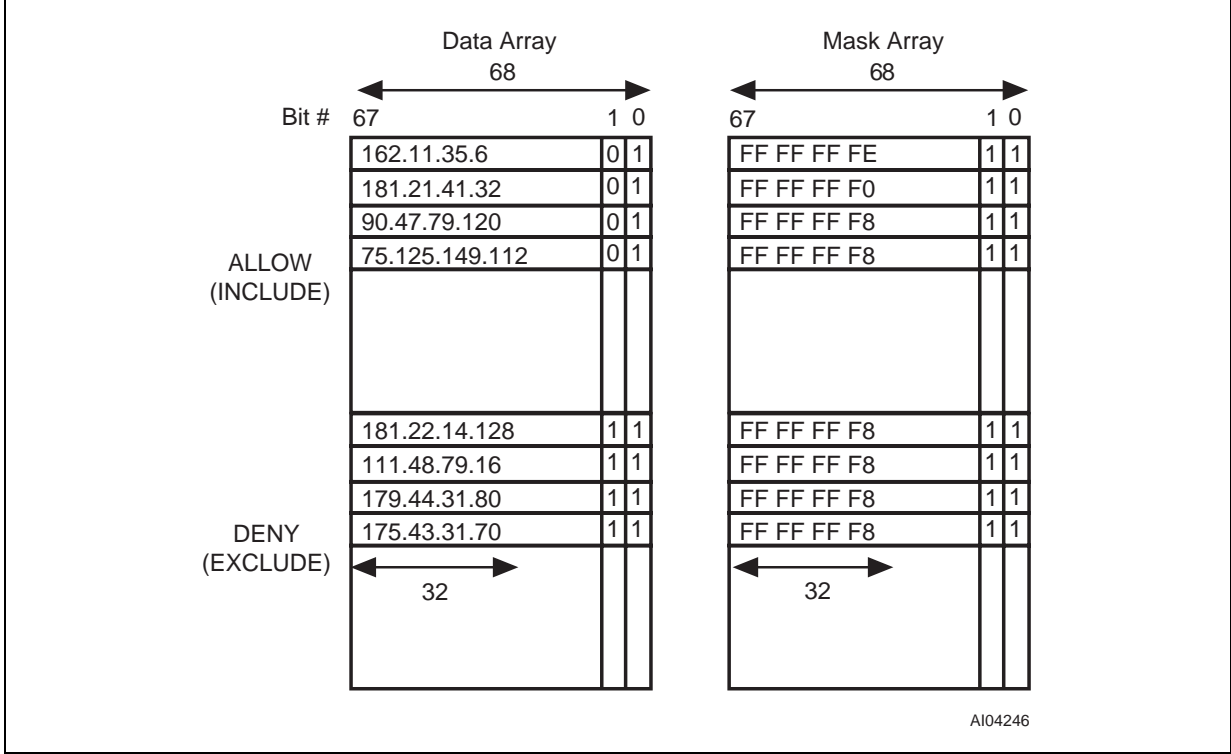 Data Array Mask Array
68 68
Bit # 67 1 0 67 1 0
162.11.35.6 0 1 FF FF FF FE 1 1
181.21.41.32 0 1 FF FF FF F0 1 1
90.47.79.120 0 1 FF FF FF F8 1 1
75.125.149.112 0 1 FF FF FF F8 1 1
ALLOW
(INCLUDE)
181.22.14.128 1 1 FF FF FF F8 1 1
111.48.79.16 1 1 FF FF FF F8 1 1
179.44.31.80 1 1 FF FF FF F8 1 1
175.43.31.70 1 1 FF FF FF F8 1 1
DENY
(EXCLUDE)
32 32
AI04246